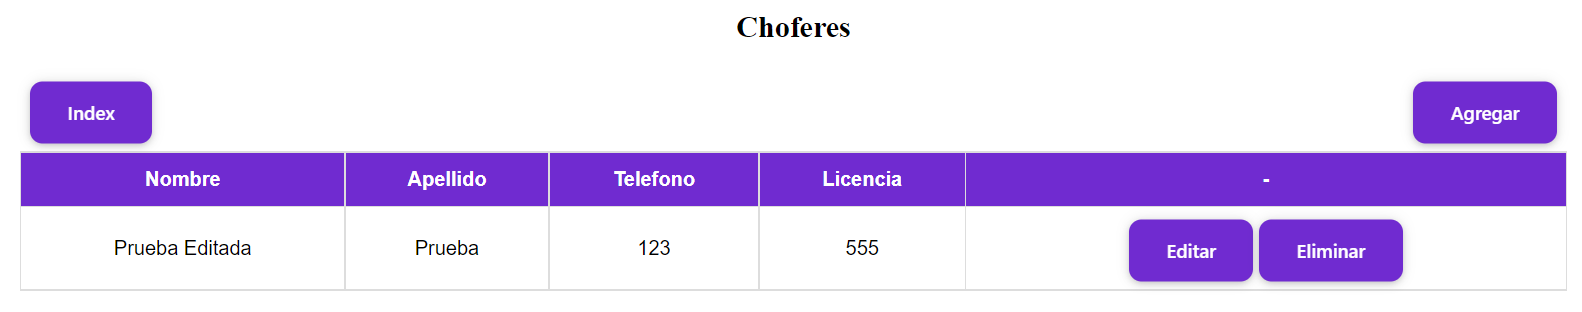 Choferes
Index Agregar
Nombre Apellido Telefono Licencia -
Prueba Editada Prueba 123 555 Editar Eliminar